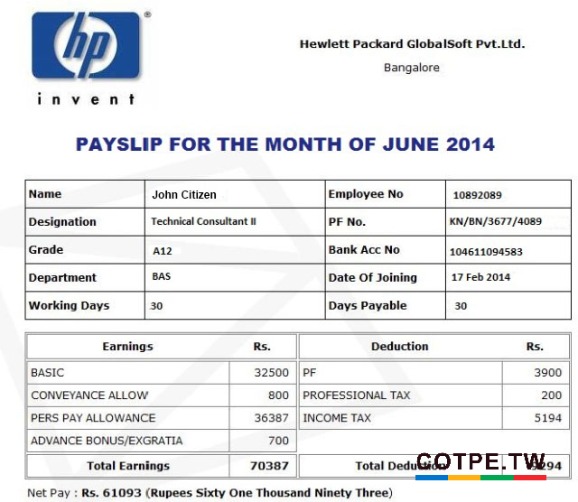 hp
Hewlett Packard GlobalSoft Pvt.Ltd.
Bangalore
i n v e n t
PAYSLIP FOR THE MONTH OF JUNE 2014
Name John Citizen Employee No 10892089
Designation Technical Consultant II PF No. KN/BN/3677/4089
Grade A12 Bank Acc No 104611094583
Department BAS Date Of Joining 17 Feb 2014
Working Days 30 Days Payable 30
Earnings Rs. Deduction Rs.
BASIC 32500 PF 3900
CONVEYANCE ALLOW 800 PROFESSIONAL TAX 200
PERS PAY ALLOWANCE 36387 INCOME TAX 5194
ADVANCE BONUS/EXGRATIA 700
COTPE.TW
Total Earnings 70387 Total Deduction
Net Pay : Rs. 61093 (Rupees Sixty One Thousand Ninety Three)